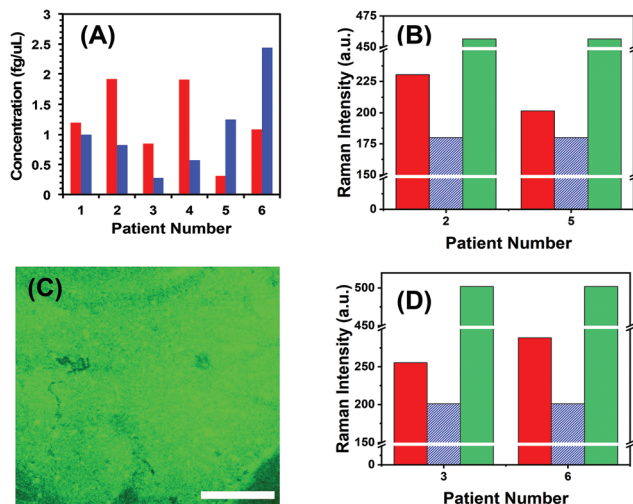 (A)
Concentration (fg/uL)
3
2.5
2
1.5
1
0.5
0
1 2 3 4 5 6
Patient Number
(B)
Raman Intensity (a.u.)
475
450
225
200
175
150
0
2 5
Patient Number
(C)
(D)
Raman Intensity (a.u.)
500
450
250
200
150
0
3 6
Patient Number